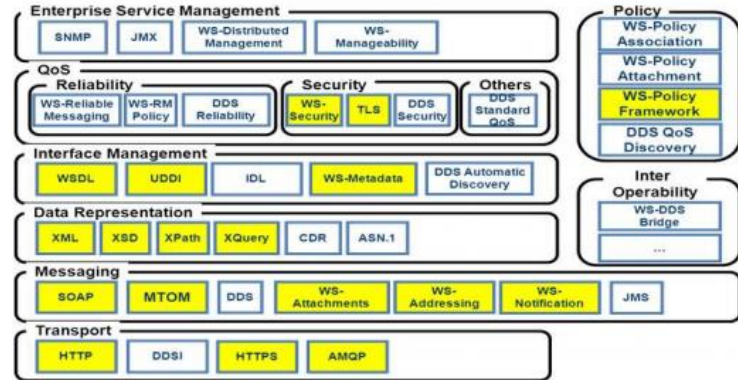 Enterprise Service Management
SNMP
JMX
WS-Distributed
Management
WS-
Manageability
QoS
Reliability
WS-Reliable
Messaging
WS-RM
Policy
DDS
Reliability
Security
WS-
Security
TLS
DDS
Security
Others
DDS
Standard
QoS
Interface Management
WSDL
UDDI
IDL
WS-Metadata
DDS Automatic
Discovery
Data Representation
XML
XSD
XPath
XQuery
CDR
ASN.1
Messaging
SOAP
MTOM
DDS
WS-
Attachments
WS-
Addressing
WS-
Notification
JMS
Transport
HTTP
DDSI
HTTPS
AMQP
Policy
WS-Policy
Association
WS-Policy
Attachment
WS-Policy
Framework
DDS QoS
Discovery
Inter
Operability
WS-DDS
Bridge
...